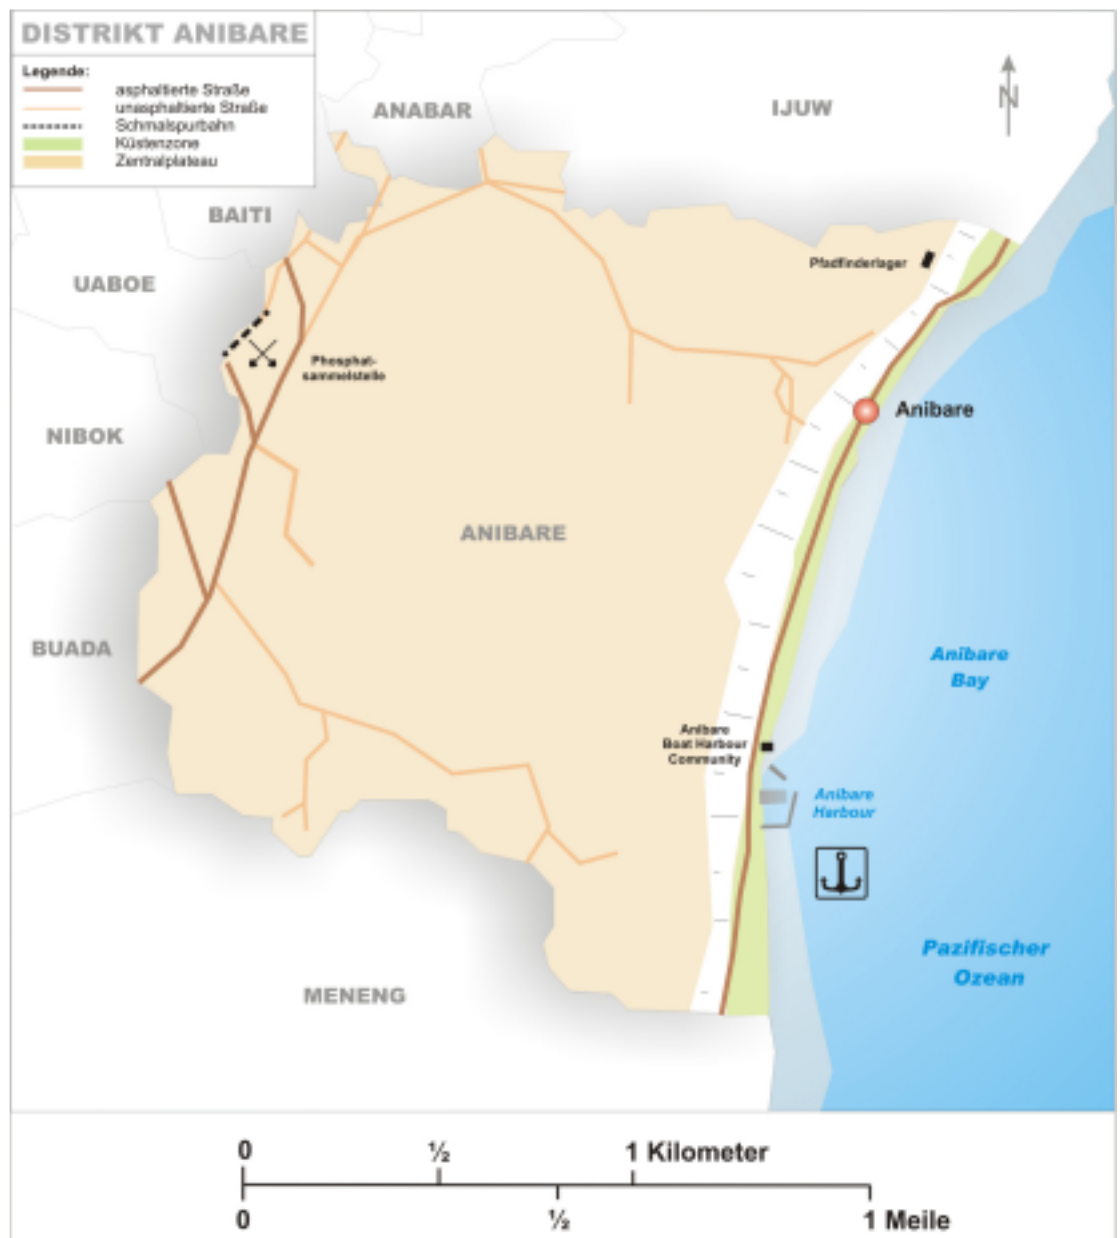 DISTRIKT ANIBARE
Legende:
asphaltierte Straße
unasphaltierte Straße
Schmalspurbahn
Küstenzone
Zentralplateau
ANABAR
IJUW
N
BAITI
UABOE
Pfadfinderlager
Phosphat-
sammelstelle
NIBOK
Anibare
ANIBARE
BUADA
Anibare
Bay
Anibare
Boat Harbour
Community
Anibare
Harbour
Pazifischer
Ozean
MENENG
0 ½ 1 Kilometer
0 ½ 1 Meile